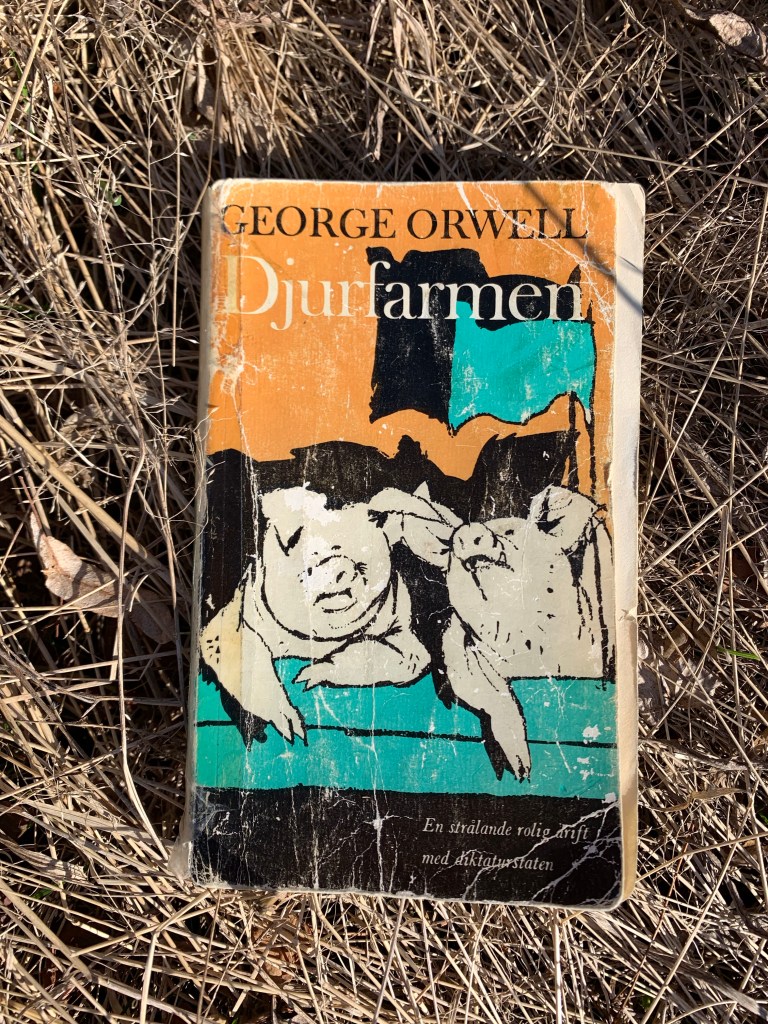 GEORGE ORWELL
Djurfarmen
En strålande rolig drift
med diktaturstaten